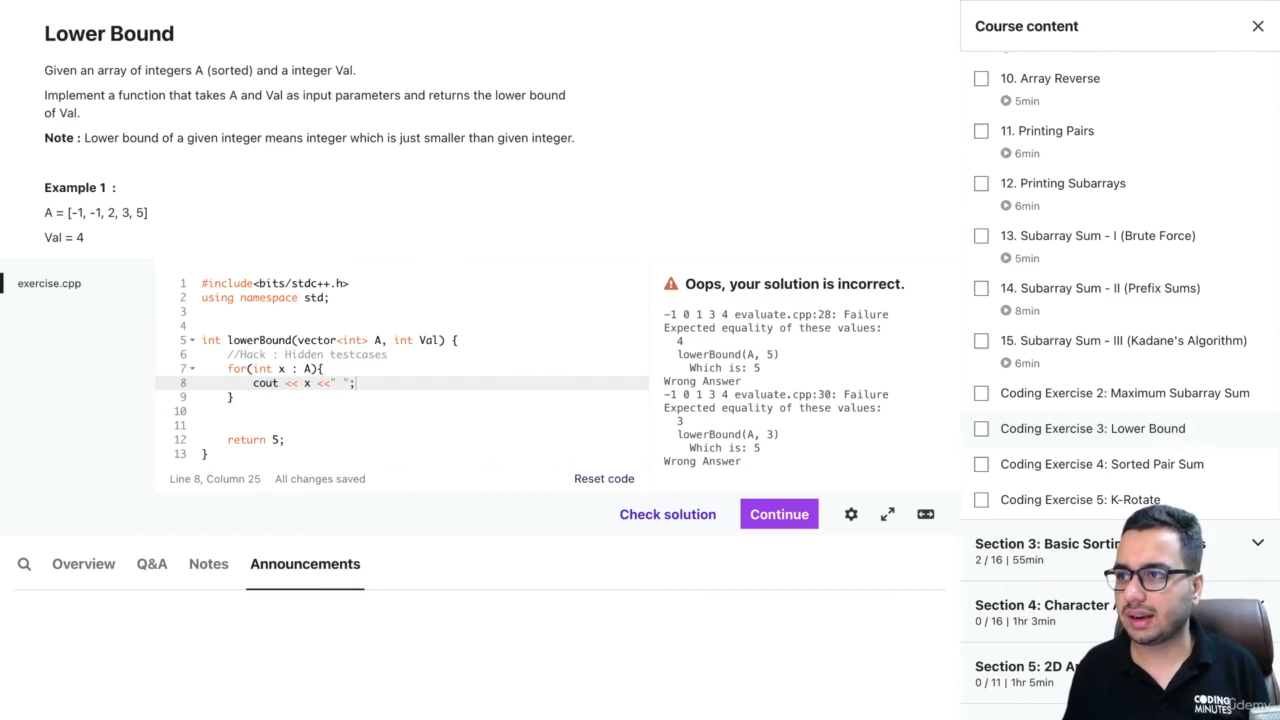 Lower Bound
Given an array of integers A (sorted) and a integer Val.
Implement a function that takes A and Val as input parameters and returns the lower bound
of Val.
Note : Lower bound of a given integer means integer which is just smaller than given integer.
Example 1 :
A = [-1, -1, 2, 3, 5]
Val = 4
exercise.cpp
1 #include<bits/stdc++.h>
2 using namespace std;
3
4
5 int lowerBound(vector<int> A, int Val) {
6 //Hack : Hidden testcases
7 for(int x : A){
8 cout << x <<" ";
9 }
10
11
12 return 5;
13 }
Line 8, Column 25 All changes saved
Reset code
Oops, your solution is incorrect.
-1 0 1 3 4 evaluate.cpp:28: Failure
Expected equality of these values:
4
lowerBound(A, 5)
Which is: 5
Wrong Answer
-1 0 1 3 4 evaluate.cpp:30: Failure
Expected equality of these values:
3
lowerBound(A, 3)
Which is: 5
Wrong Answer
Check solution
Continue
Overview Q&A Notes Announcements
Course content
10. Array Reverse
5min
11. Printing Pairs
6min
12. Printing Subarrays
6min
13. Subarray Sum - I (Brute Force)
5min
14. Subarray Sum - II (Prefix Sums)
8min
15. Subarray Sum - III (Kadane's Algorithm)
6min
Coding Exercise 2: Maximum Subarray Sum
Coding Exercise 3: Lower Bound
Coding Exercise 4: Sorted Pair Sum
Coding Exercise 5: K-Rotate
Section 3: Basic Sortin
2 / 16 | 55min
Section 4: Character
0 / 16 | 1hr 3min
Section 5: 2D A
0 / 11 | 1hr 5min
CODING
MINUTES
Udemy